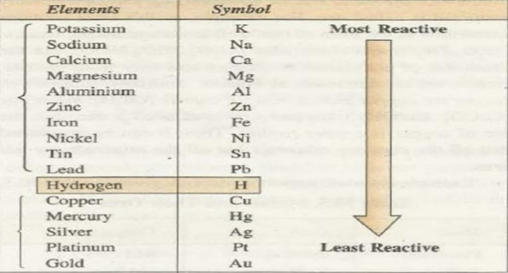 Elements Symbol
Potassium K Most Reactive
Sodium Na
Calcium Ca
Magnesium Mg
Aluminium Al
Zinc Zn
Iron Fe
Nickel Ni
Tin Sn
Lead Pb
Hydrogen H
Copper Cu
Mercury Hg
Silver Ag
Platinum Pt Least Reactive
Gold Au